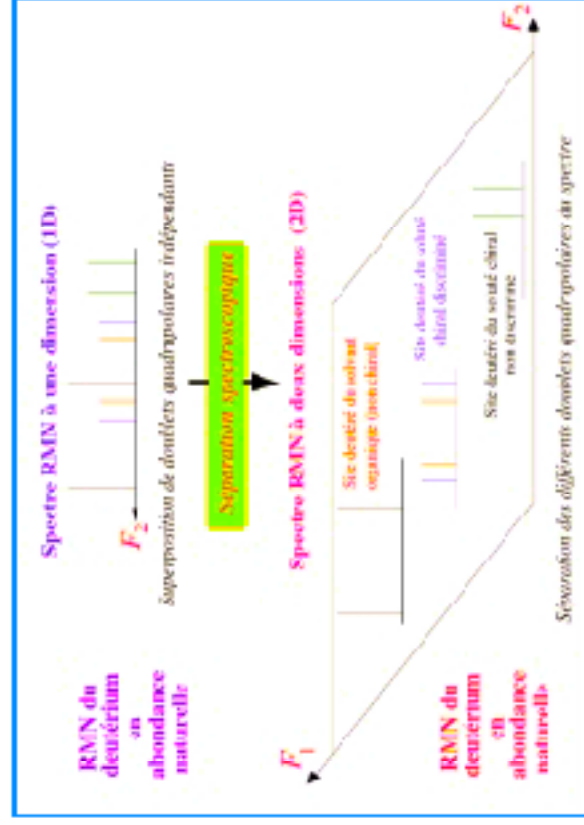 Spectre RMN à une dimension (1D)
RMN du
deutérium
en
abondance
naturelle
F2
Superposition de doublets quadrupolaires indépendants
Séparation spectroscopique
Spectre RMN à deux dimensions (2D)
F1
Site deutéré du solvant
organique (non chiral)
Site deutéré du soluté
chiral discriminé
Site deutéré du soluté chiral
non discriminé
RMN du
deutérium
en
abondance
naturelle
F2
Séparation des différents doublets quadrupolaires du spectre